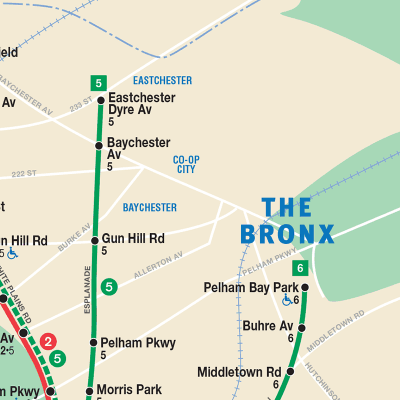 ield
5
EASTCHESTER
BAYCHESTER AV
Av
233 ST
Eastchester
Dyre Av
5
Baychester
Av
5
CO-OP
CITY
222 ST
BAYCHESTER
THE
BRONX
t
n Hill Rd
5
BURKE AV
Gun Hill Rd
5
ALLERTON AV
PELHAM PKWY
6
ESPLANADE
5
Pelham Bay Park
6
WHITE PLAINS RD
Buhre Av
6
MIDDLETOWN RD
Av
2•5
2
5
Pelham Pkwy
5
Middletown Rd
6
HUTCHINSON
m Pkwy
Morris Park
5